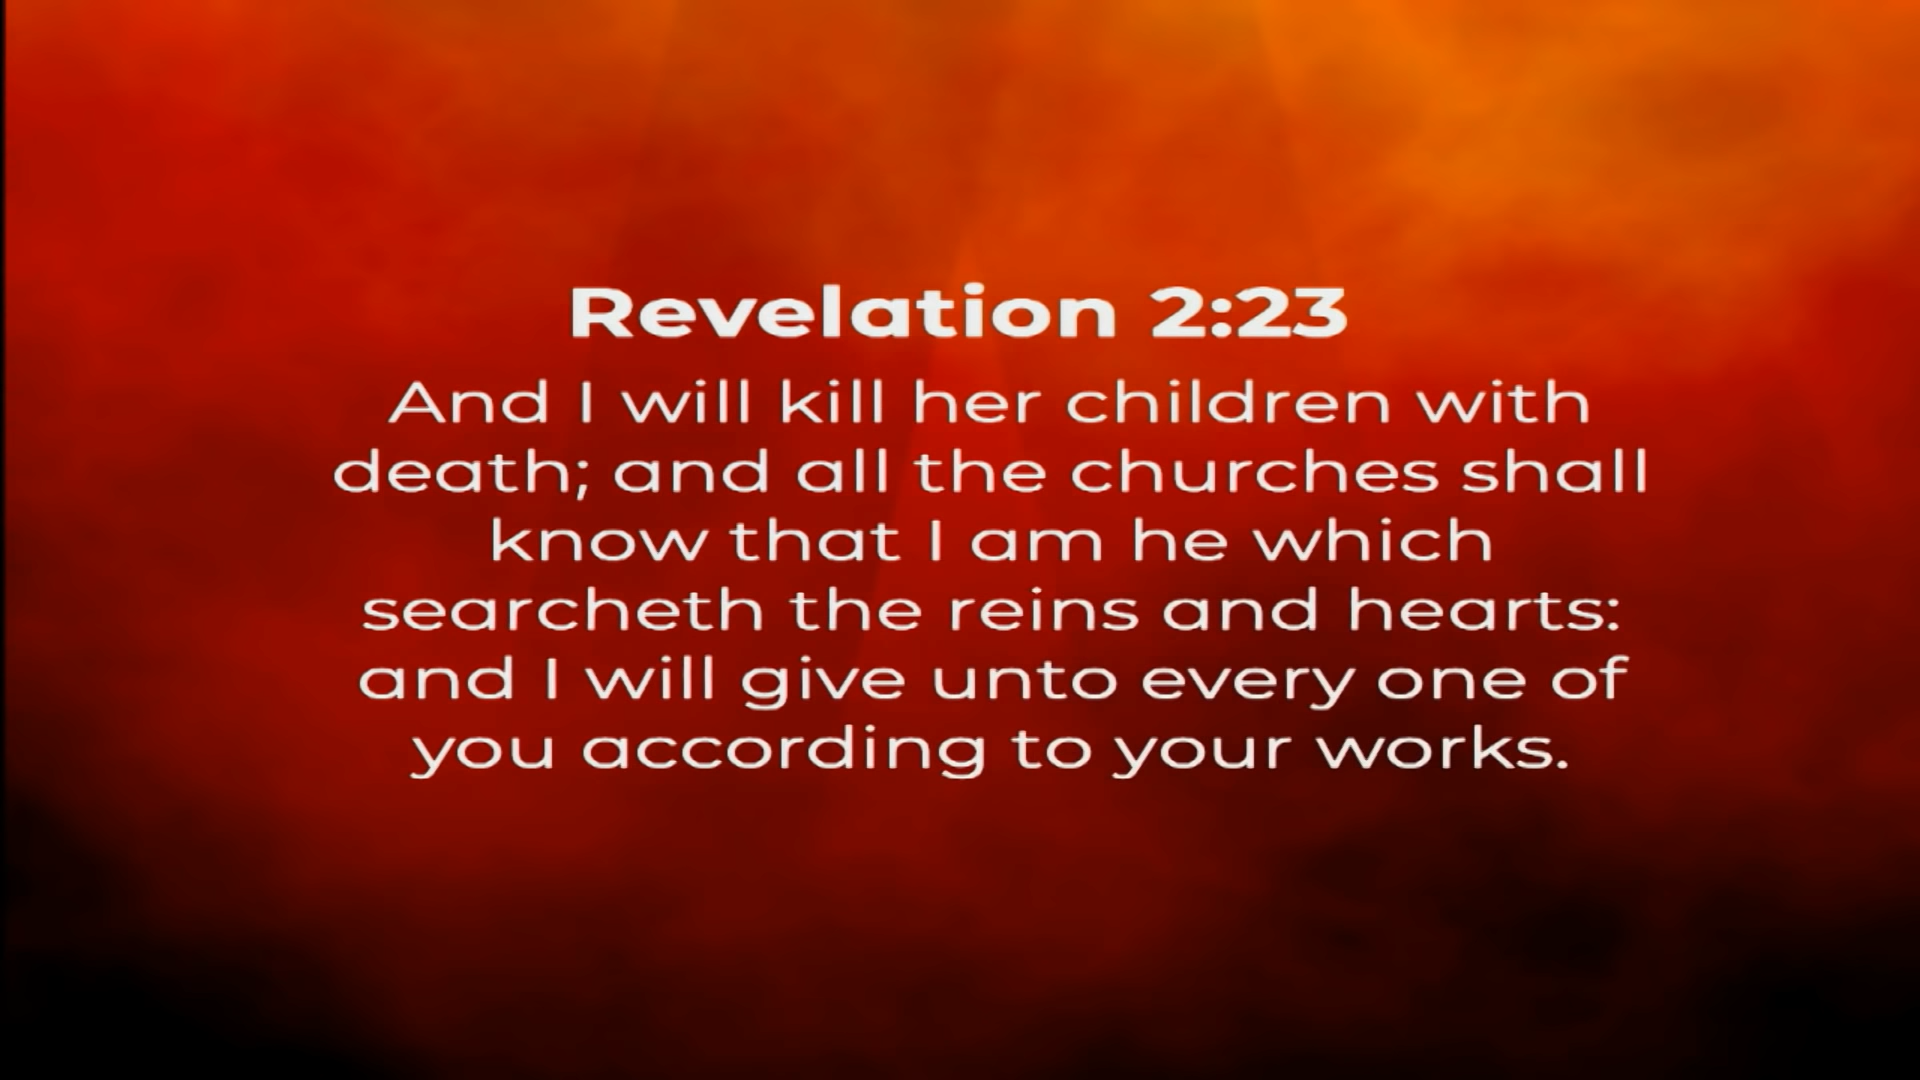 Revelation 2:23
And I will kill her children with
death; and all the churches shall
know that I am he which
searcheth the reins and hearts:
and I will give unto every one of
you according to your works.